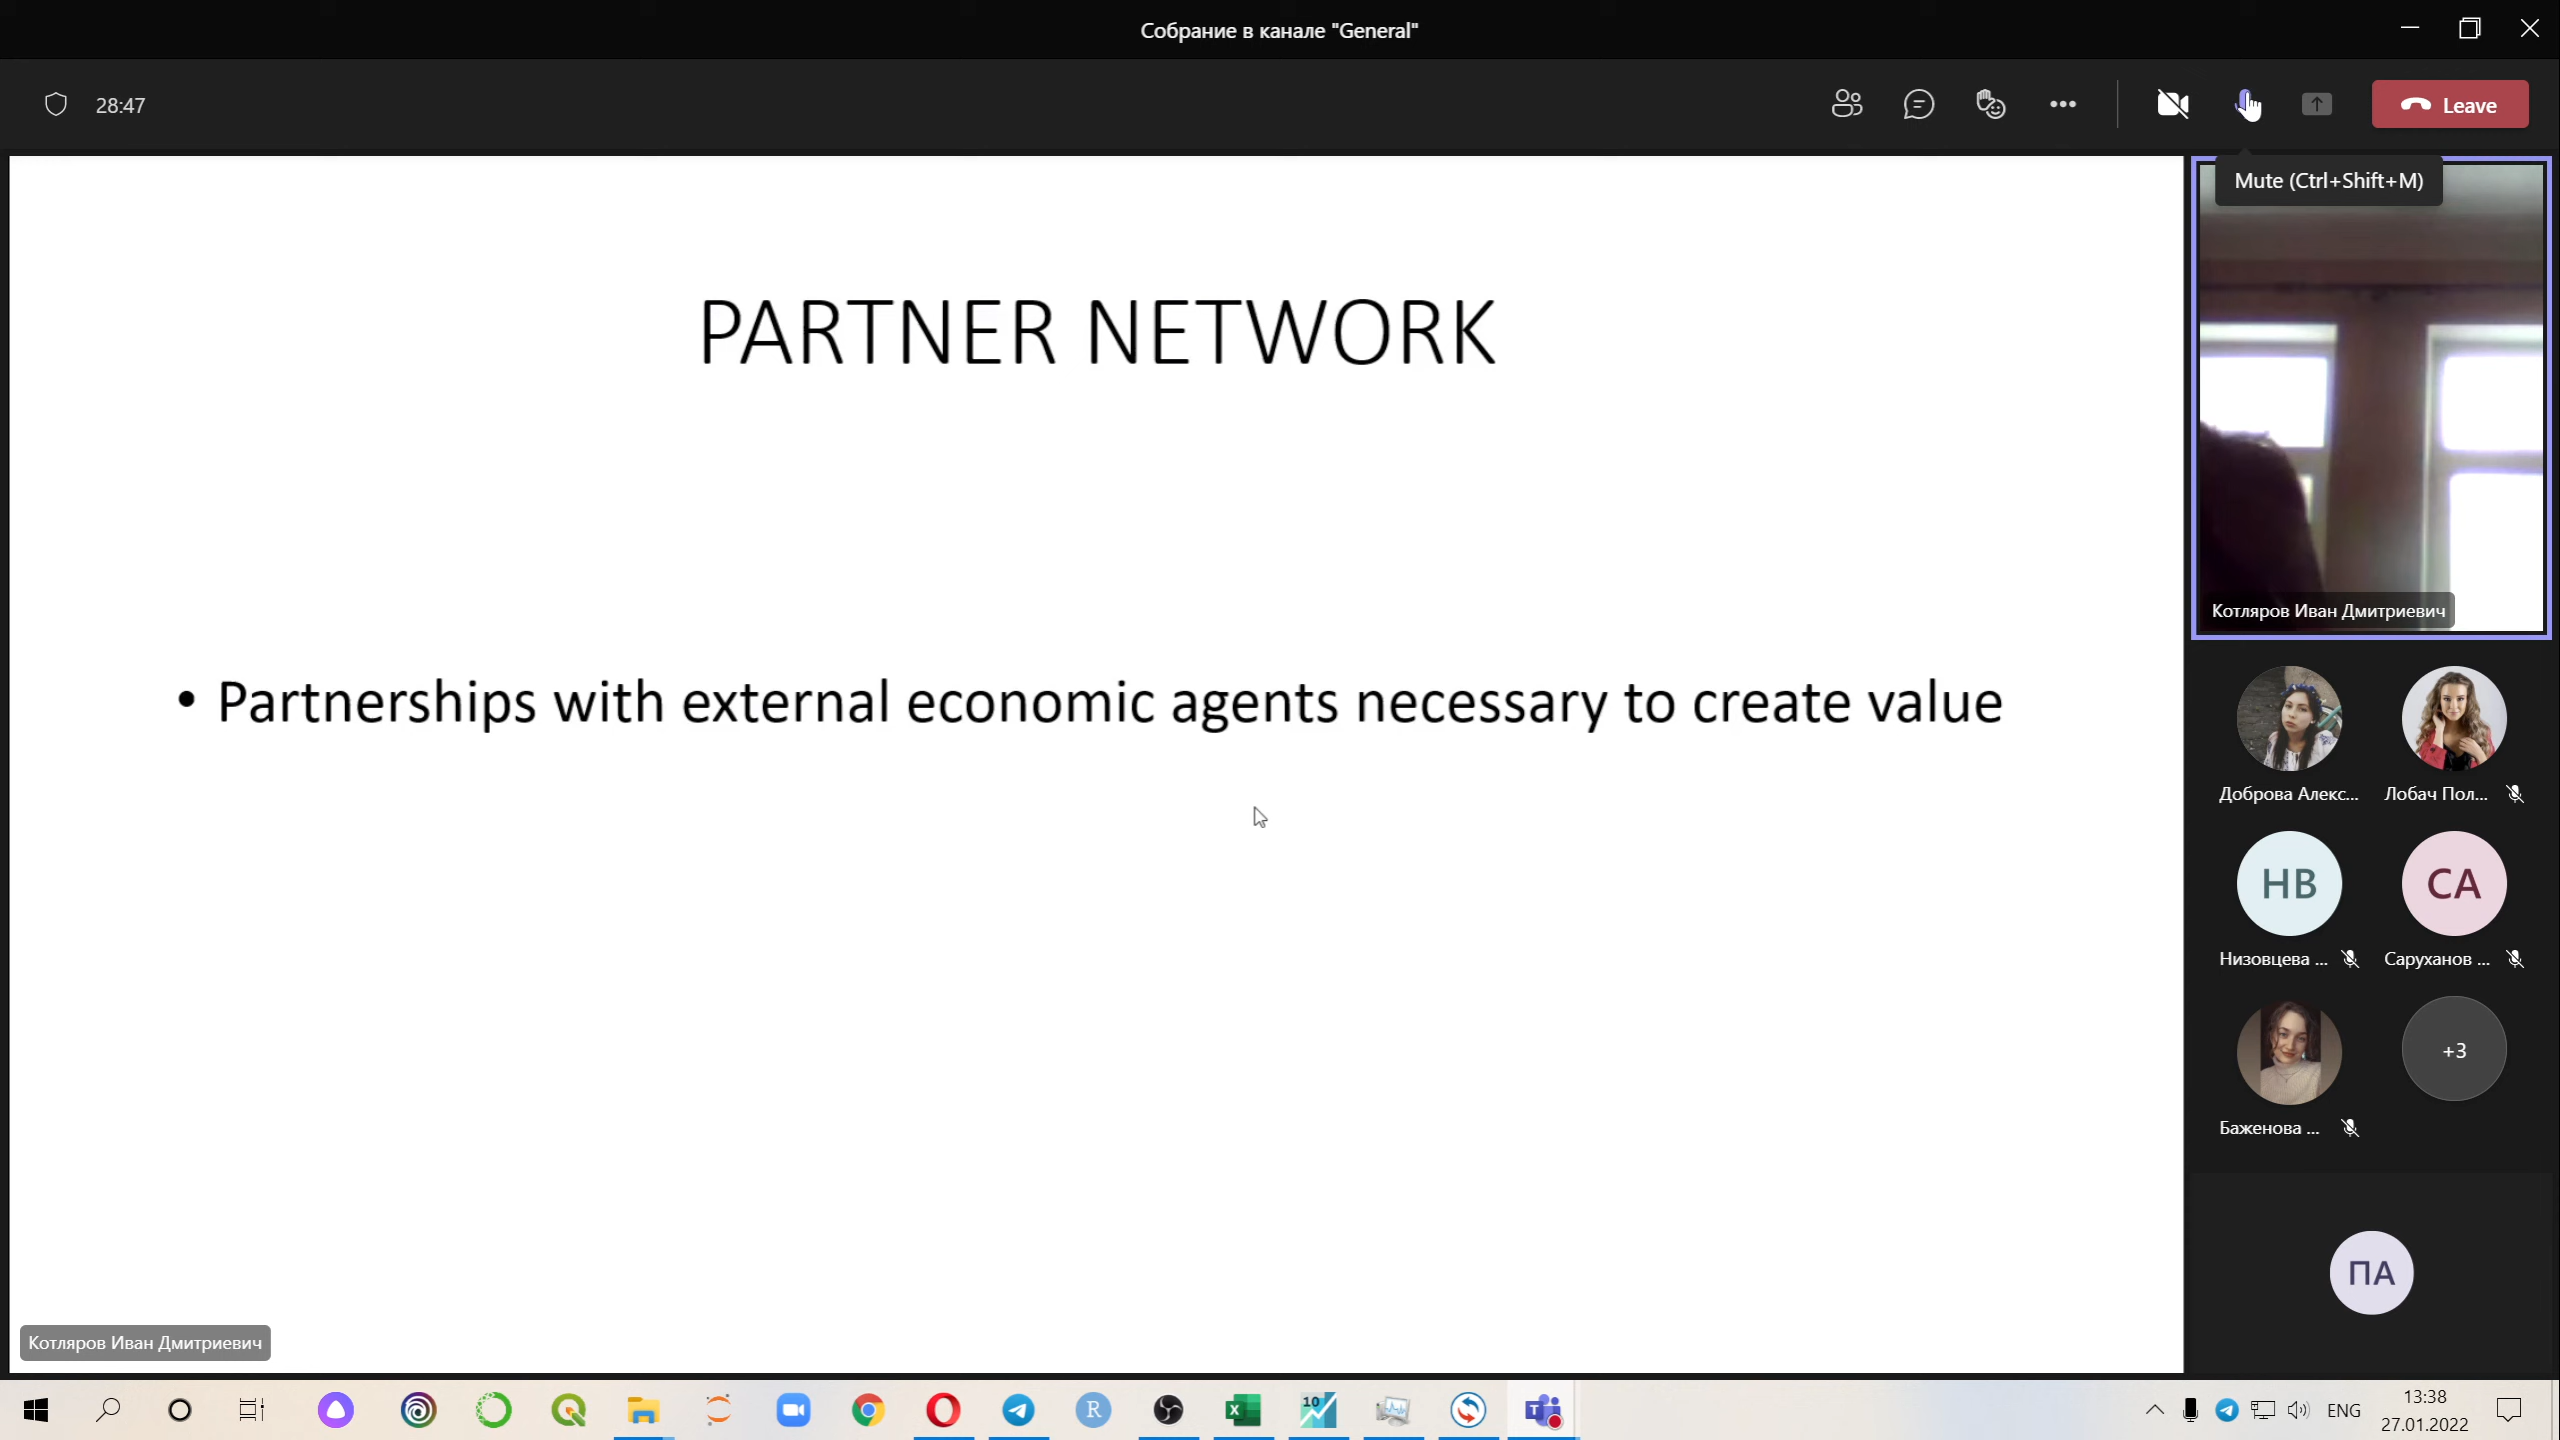 Собрание в канале "General"
28:47
Leave
Mute (Ctrl+Shift+M)
PARTNER NETWORK
• Partnerships with external economic agents necessary to create value
Котляров Иван Дмитриевич
Доброва Алекс...
Лобач Пол...
НВ
СА
Низовцева ...
Саруханов ...
+3
Баженова ...
ПА
Котляров Иван Дмитриевич
R
10
ENG
13:38
27.01.2022